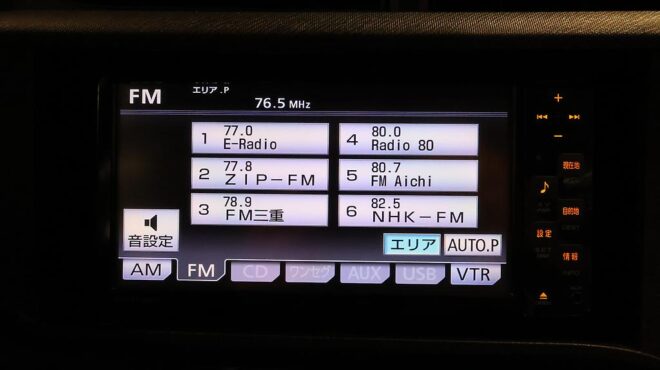 FM
エリア.P
76.5 MHz
1 77.0 E-Radio
4 80.0 Radio 80
2 77.8 ZIP-FM
5 80.7 FM Aichi
3 78.9 FM三重
6 82.5 NHK-FM
音設定
エリア
AUTO.P
AM
FM
CD
ワンセグ
AUX
USB
VTR
+
-
現在地
目的地
設定
情報
INFO